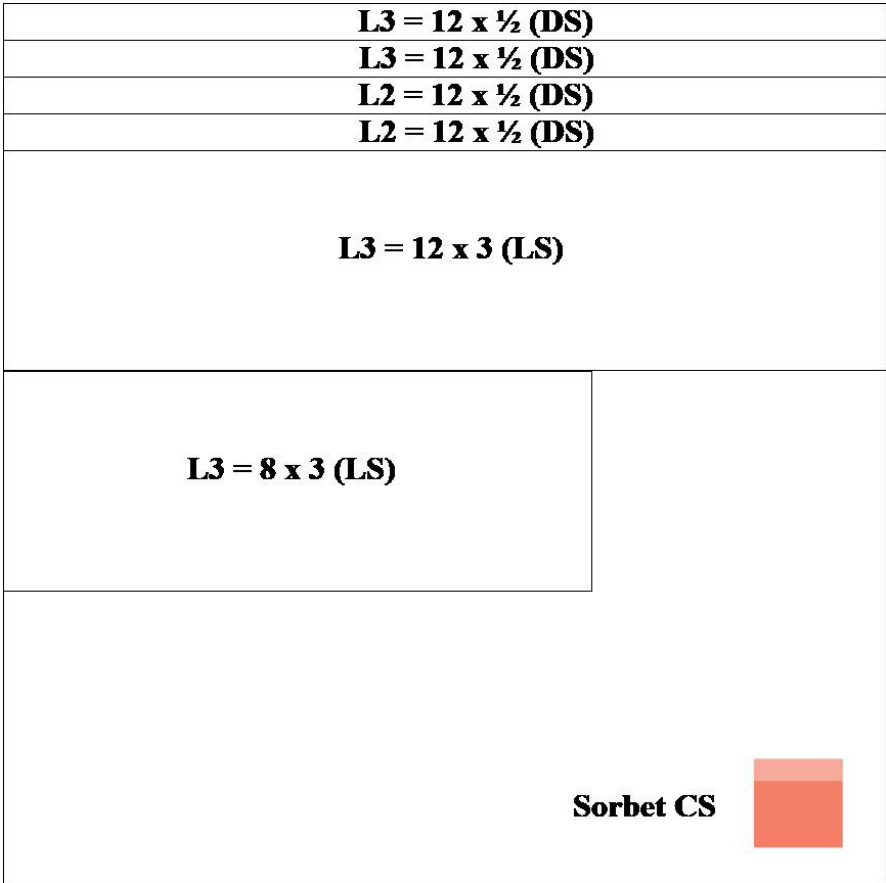 L3 = 12 x ½ (DS)
L3 = 12 x ½ (DS)
L2 = 12 x ½ (DS)
L2 = 12 x ½ (DS)
L3 = 12 x 3 (LS)
L3 = 8 x 3 (LS)
Sorbet CS